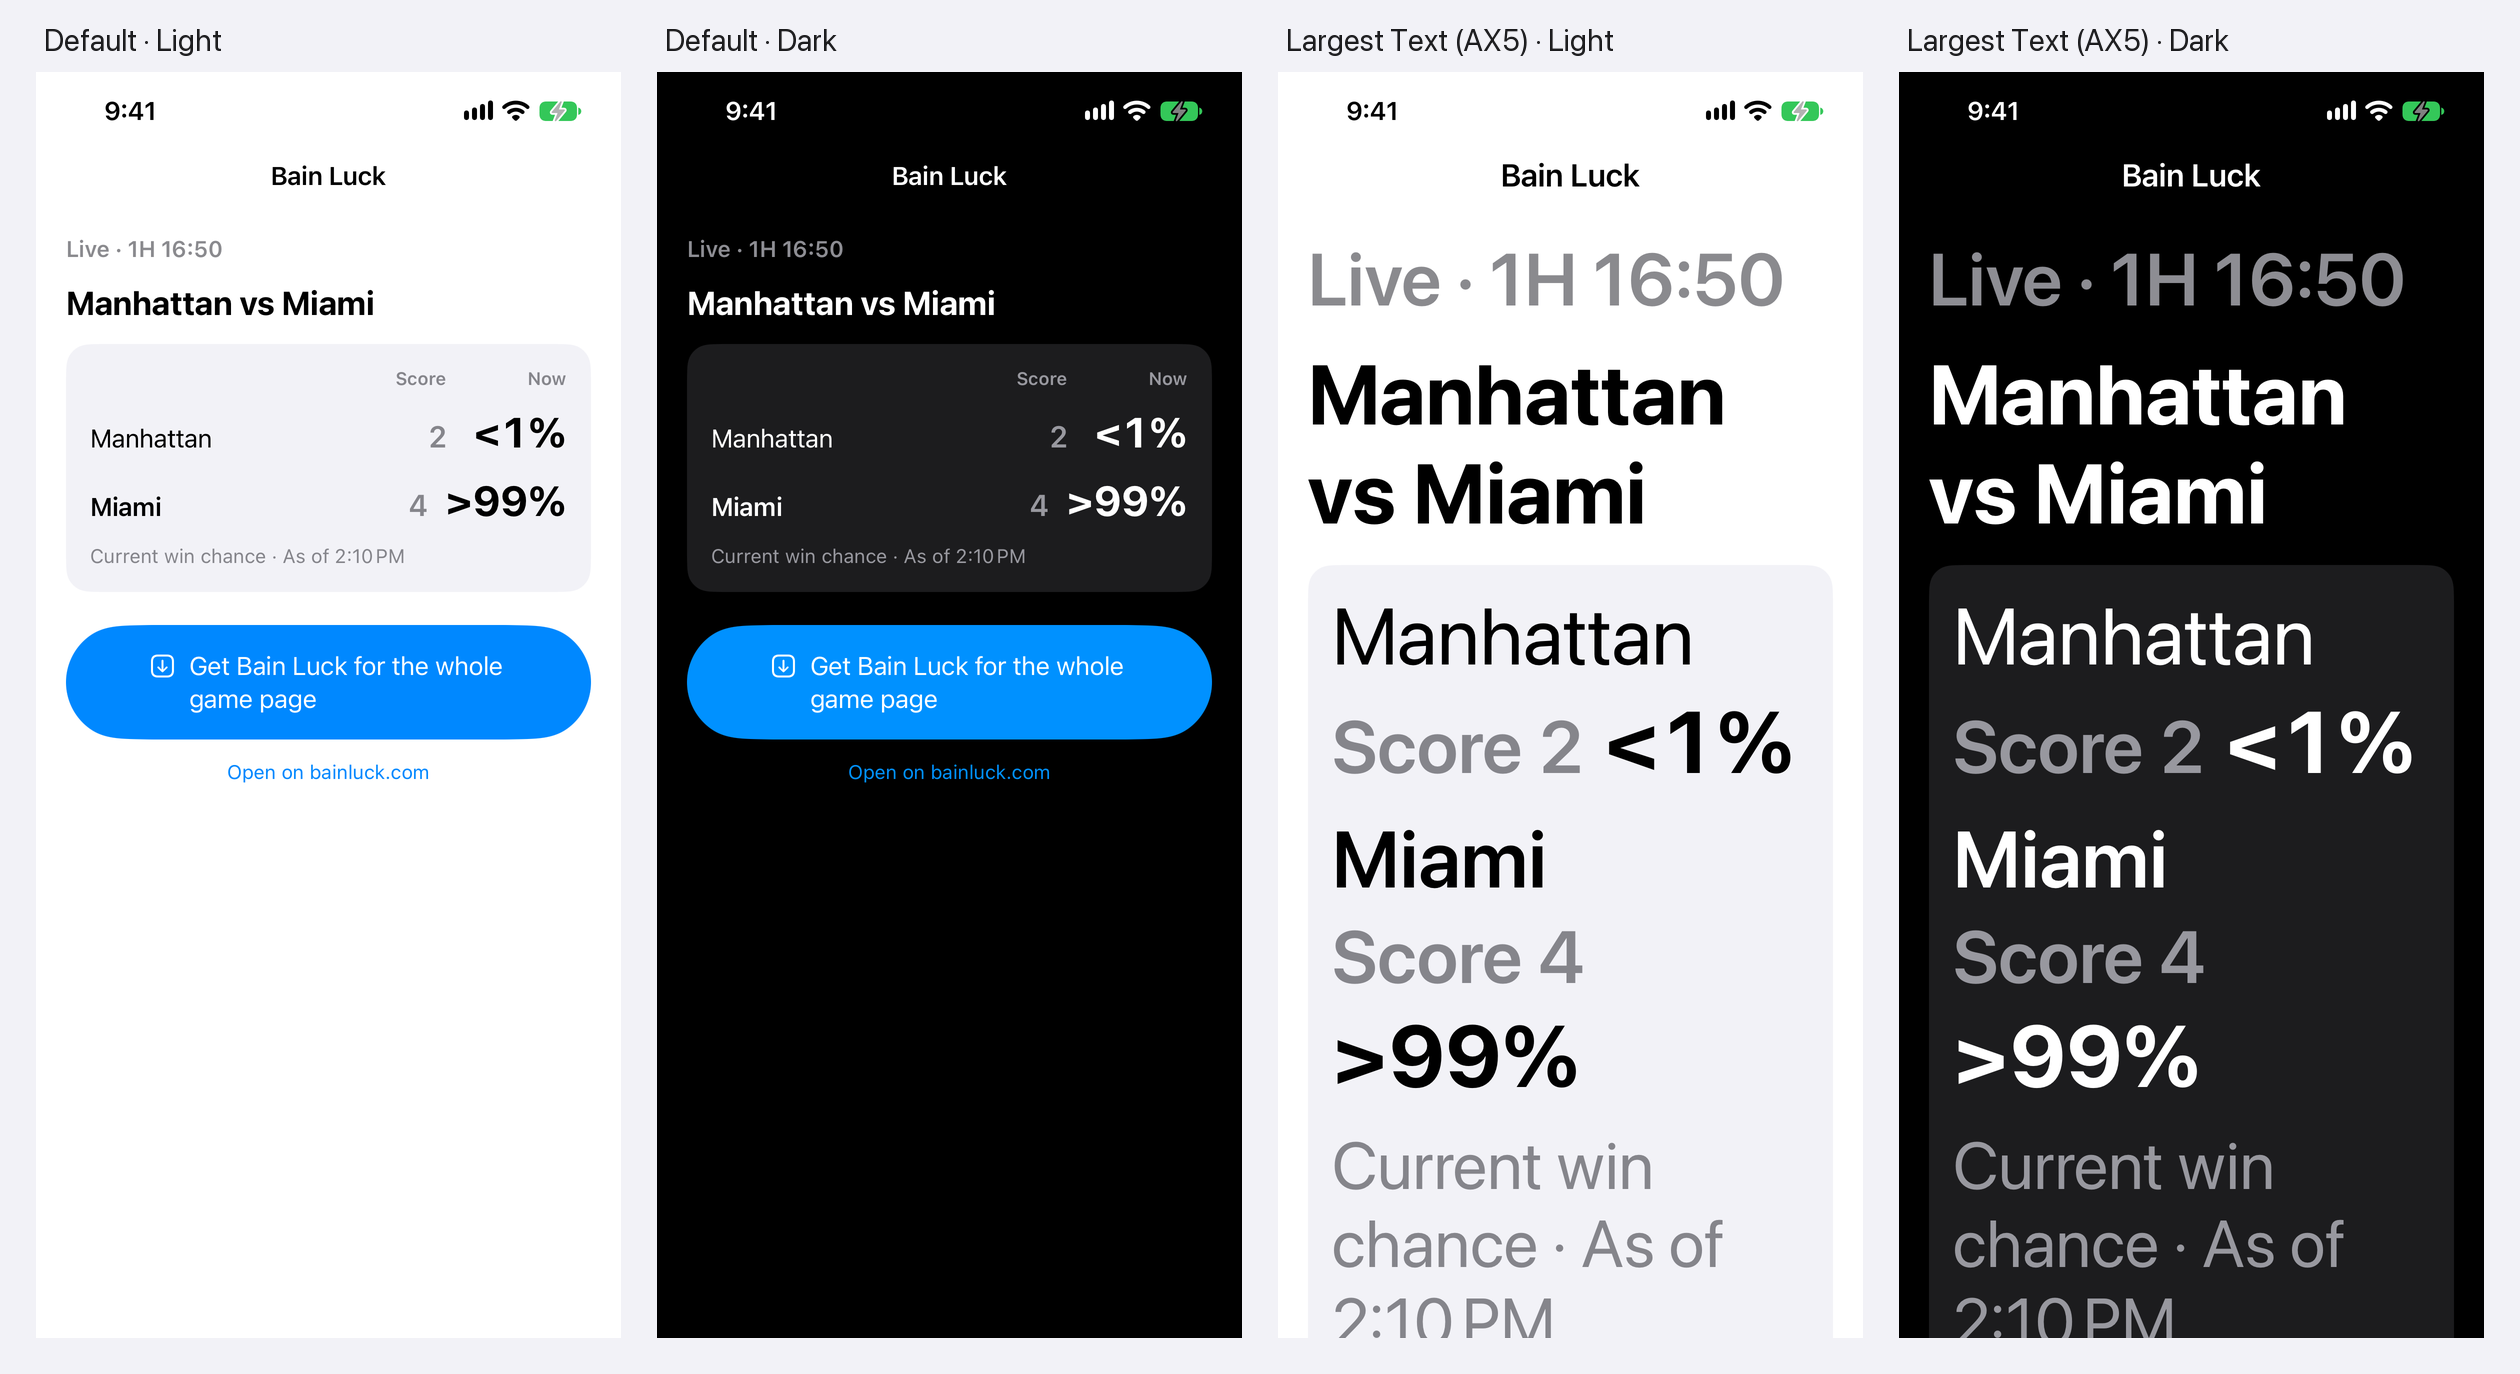 Default · Light
9:41
Bain Luck
Live · 1H 16:50
Manhattan vs Miami
Score Now
Manhattan 2 <1%
Miami 4 >99%
Current win chance · As of 2:10 PM
Get Bain Luck for the whole
game page
Open on bainluck.com
Default · Dark
9:41
Bain Luck
Live · 1H 16:50
Manhattan vs Miami
Score Now
Manhattan 2 <1%
Miami 4 >99%
Current win chance · As of 2:10 PM
Get Bain Luck for the whole
game page
Open on bainluck.com
Largest Text (AX5) · Light
9:41
Bain Luck
Live · 1H 16:50
Manhattan
vs Miami
Manhattan
Score 2 <1%
Miami
Score 4
>99%
Current win
chance · As of
2:10 PM
Largest Text (AX5) · Dark
9:41
Bain Luck
Live · 1H 16:50
Manhattan
vs Miami
Manhattan
Score 2 <1%
Miami
Score 4
>99%
Current win
chance · As of
2:10 PM